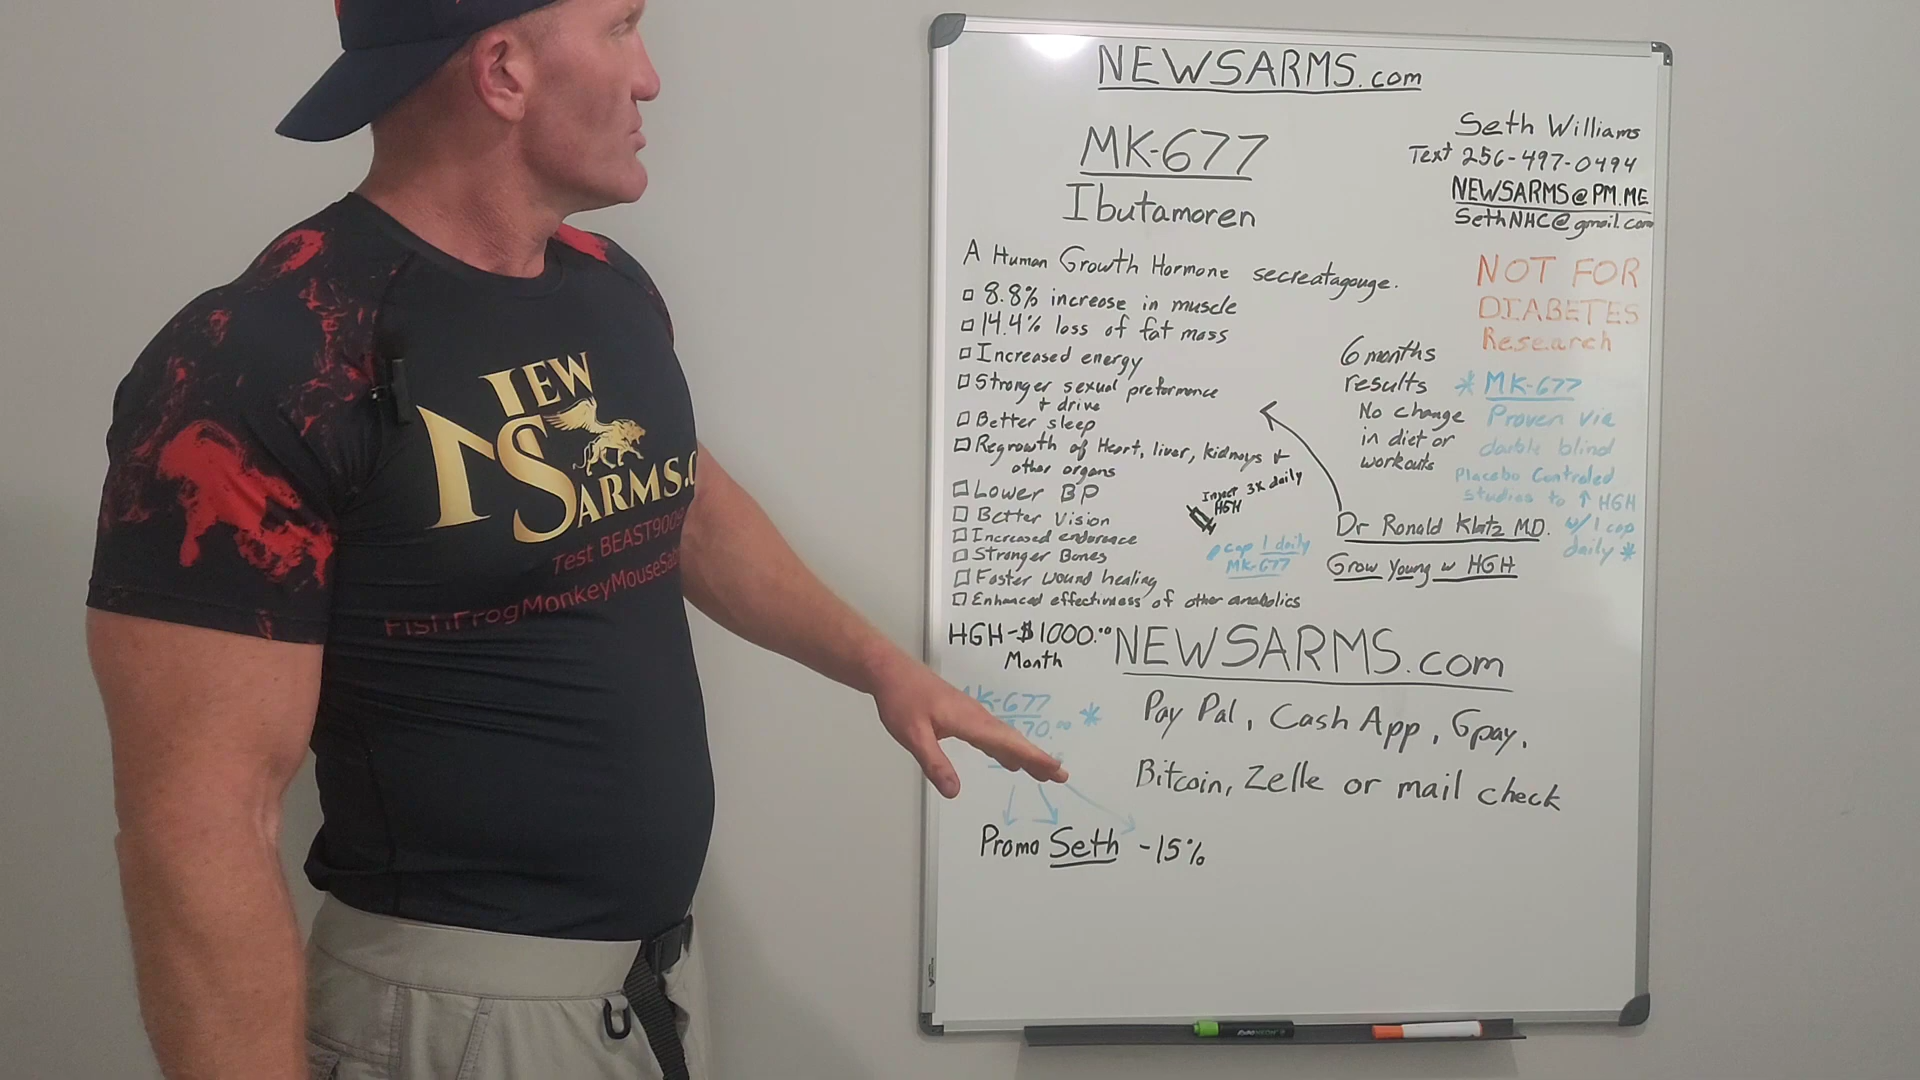 NEWSARMS.com
Seth Williams
Text 256-497-0494
NEWSARMS@PM.ME
SethNHC@gmail.com
MK-677
Ibutamoren
A Human Growth Hormone secreatagouge.
8.8% increase in muscle
14.4% loss of fat mass
Increased energy
Stronger sexual preformance
+ drive
Better sleep
Regrowth of Heart, liver, kidneys +
other organs
Lower BP
Better Vision
Increased endurance
Stronger Bones
Faster wound healing
Enhanced effectivness of other anabolics
Inject 3x daily
HGH
cap 1 daily
MK-677
6 months
results
No change
in diet or
workouts
Dr Ronald Klatz M.D.
Grow Young w HGH
NOT FOR
DIABETES
Research
* MK-677
Proven via
double blind
Placebo Controled
Studies to ↑ HGH
w/ 1 cap
daily *
HGH-$1000.00
Month
MK-677
70.00 *
Promo Seth -15%
NEWSARMS.com
Pay Pal, Cash App, Gpay,
Bitcoin, Zelle or mail check
NEW
SARMS.C
Test BEAST9009
FishFrogMonkeyMouseSab